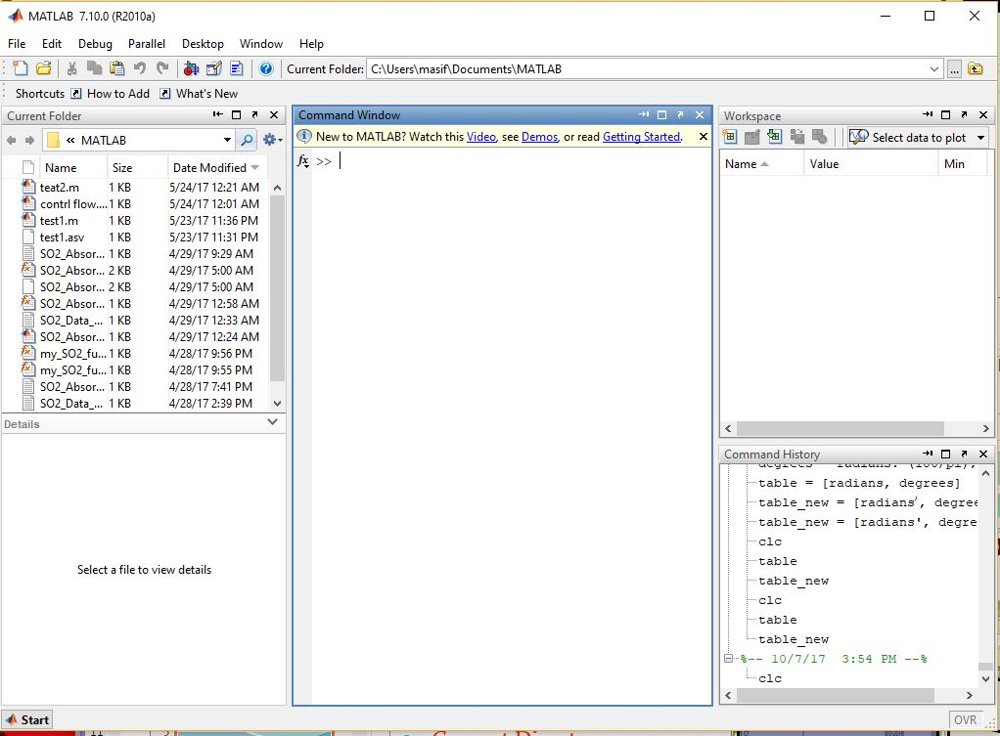 MATLAB 7.10.0 (R2010a)
File Edit Debug Parallel Desktop Window Help
Current Folder: C:\Users\masif\Documents\MATLAB
Shortcuts How to Add What's New
Current Folder
« MATLAB
Name Size Date Modified
teat2.m 1 KB 5/24/17 12:21 AM
contrl flow.... 1 KB 5/24/17 12:01 AM
test1.m 1 KB 5/23/17 11:36 PM
test1.asv 1 KB 5/23/17 11:31 PM
SO2_Absor... 1 KB 4/29/17 9:29 AM
SO2_Absor... 2 KB 4/29/17 5:00 AM
SO2_Absor... 2 KB 4/29/17 5:00 AM
SO2_Absor... 1 KB 4/29/17 12:58 AM
SO2_Data_... 1 KB 4/29/17 12:33 AM
SO2_Absor... 1 KB 4/29/17 12:24 AM
my_SO2_fu... 1 KB 4/28/17 9:56 PM
my_SO2_fu... 1 KB 4/28/17 9:55 PM
SO2_Absor... 1 KB 4/28/17 7:41 PM
SO2_Data_... 1 KB 4/28/17 2:39 PM
Details
Select a file to view details
Command Window
New to MATLAB? Watch this Video, see Demos, or read Getting Started.
fx >>
Workspace
Select data to plot
Name Value Min
Command History
table = [radians, degrees]
table_new = [radians', degree
table_new = [radians', degre
clc
table
table_new
clc
table
table_new
%-- 10/7/17 3:54 PM --%
clc
Start
OVR